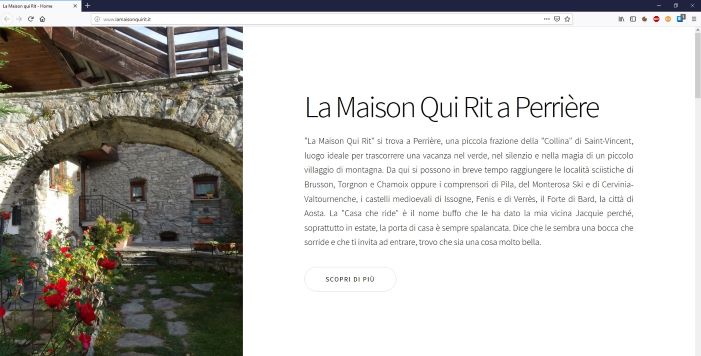 La Maison qui Rit - Home
www.lamaisonquirit.it
La Maison Qui Rit a Perrière
"La Maison Qui Rit" si trova a Perrière, una piccola frazione della "Collina" di Saint-Vincent,
luogo ideale per trascorrere una vacanza nel verde, nel silenzio e nella magia di un piccolo
villaggio di montagna. Da qui si possono in breve tempo raggiungere le località sciistiche di
Brusson, Torgnon e Chamoix oppure i comprensori di Pila, del Monterosa Ski e di Cervinia-
Valtournenche, i castelli medioevali di Issogne, Fenis e di Verrès, il Forte di Bard, la città di
Aosta. La "Casa che ride" è il nome buffo che le ha dato la mia vicina Jacquie perché,
soprattutto in estate, la porta di casa è sempre spalancata. Dice che le sembra una bocca che
sorride e che ti invita ad entrare, trovo che sia una cosa molto bella.
SCOPRI DI PIÙ